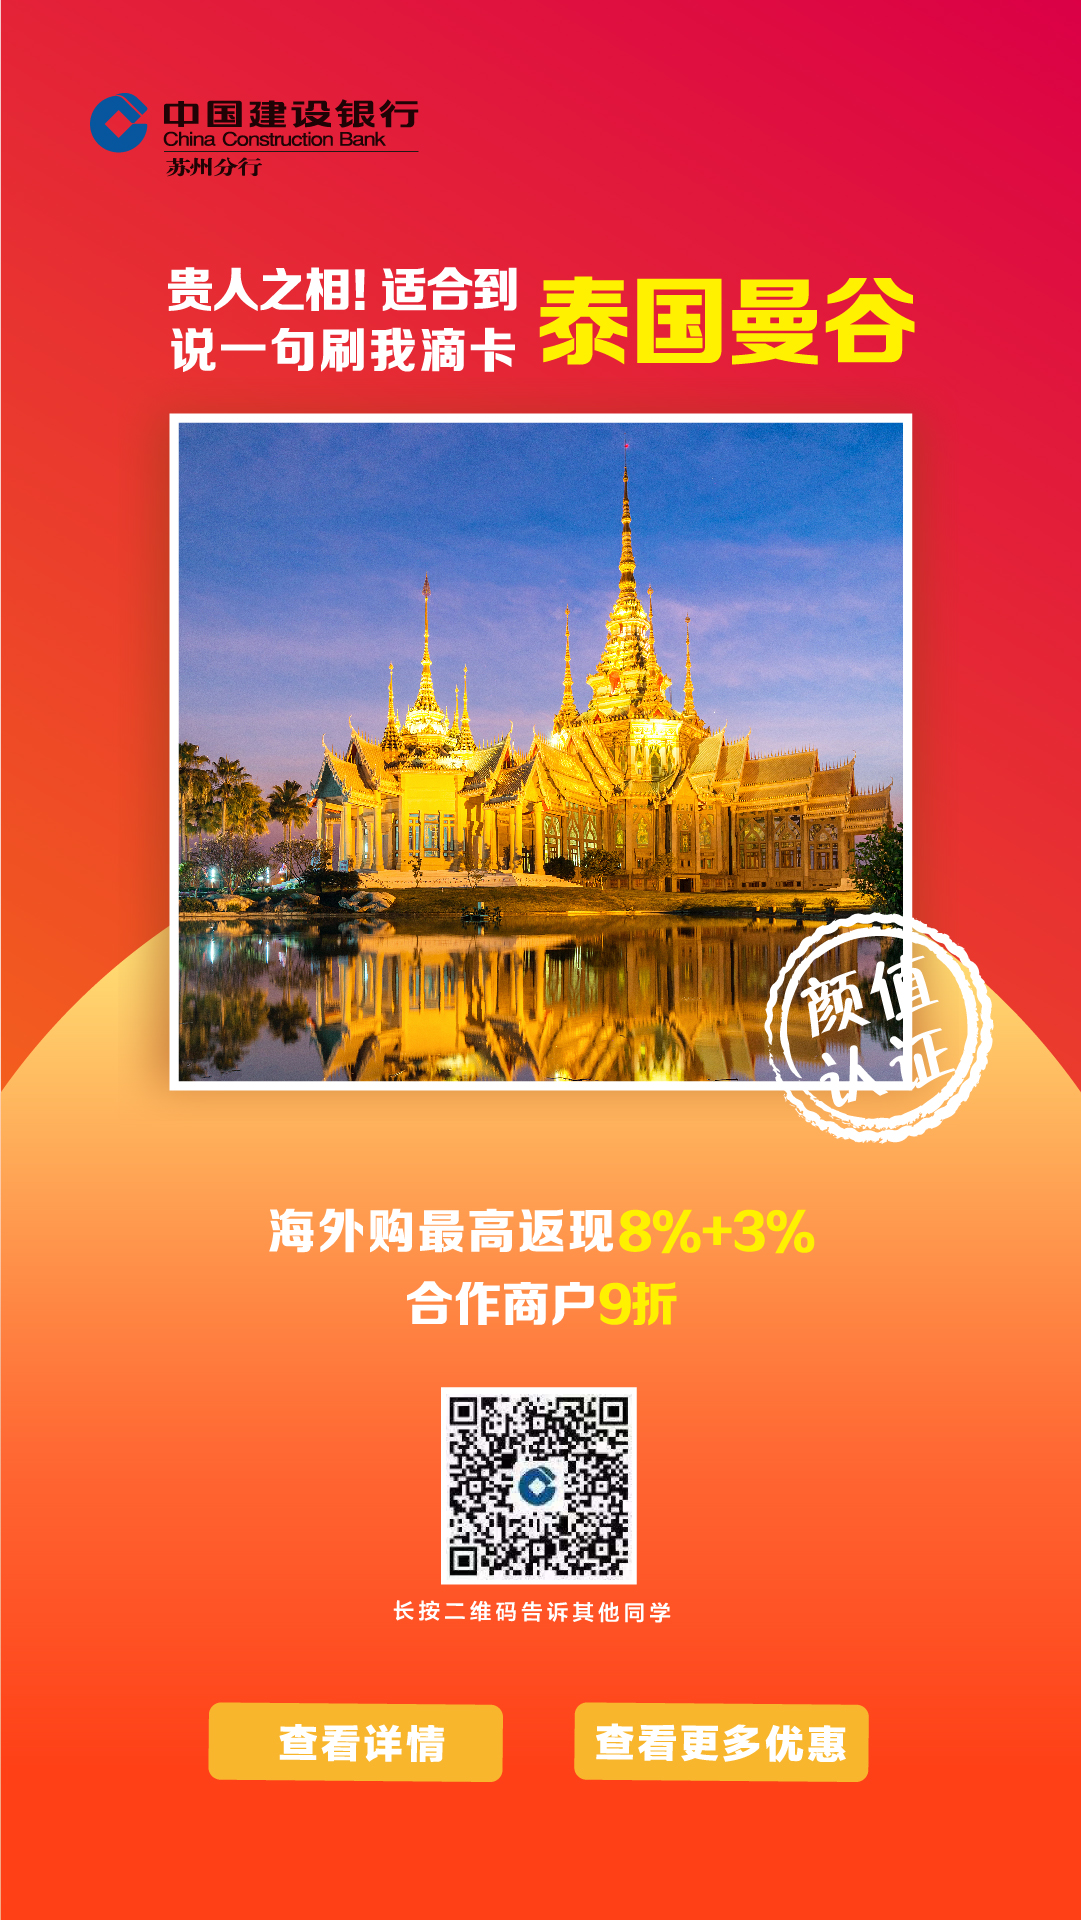 中国建设银行
China Construction Bank
苏州分行
贵人之相！适合到
说一句刷我滴卡
泰国曼谷
颜值
认证
海外购最高返现8%+3%
合作商户9折
长按二维码告诉其他同学
查看详情
查看更多优惠